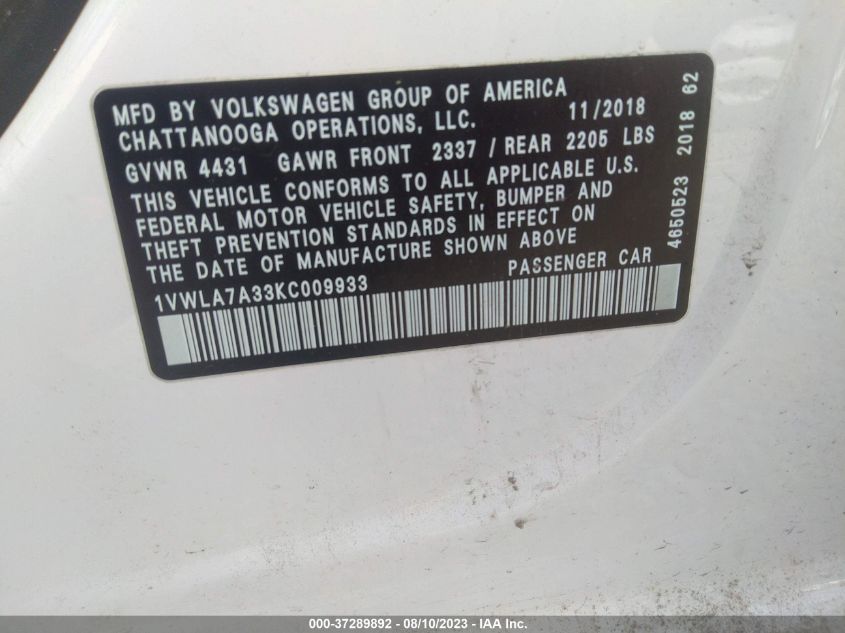 MFD BY VOLKSWAGEN GROUP OF AMERICA
CHATTANOOGA OPERATIONS, LLC. 11/2018
GVWR 4431 GAWR FRONT 2337 / REAR 2205 LBS
THIS VEHICLE CONFORMS TO ALL APPLICABLE U.S.
FEDERAL MOTOR VEHICLE SAFETY, BUMPER AND
THEFT PREVENTION STANDARDS IN EFFECT ON
THE DATE OF MANUFACTURE SHOWN ABOVE
1VWLA7A33KC009933 PASSENGER CAR
4650523 2018 62
000-37289892 - 08/10/2023 - IAA Inc.